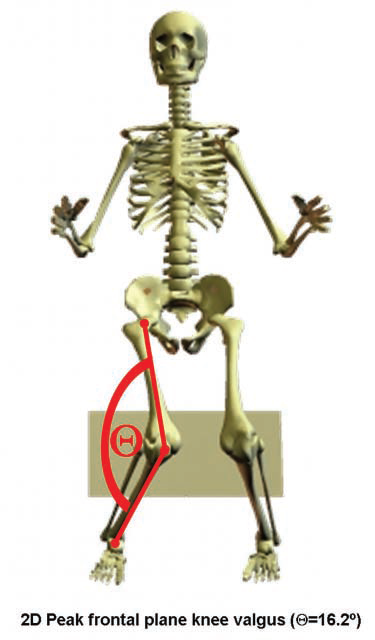 Θ
2D Peak frontal plane knee valgus (Θ=16.2º)